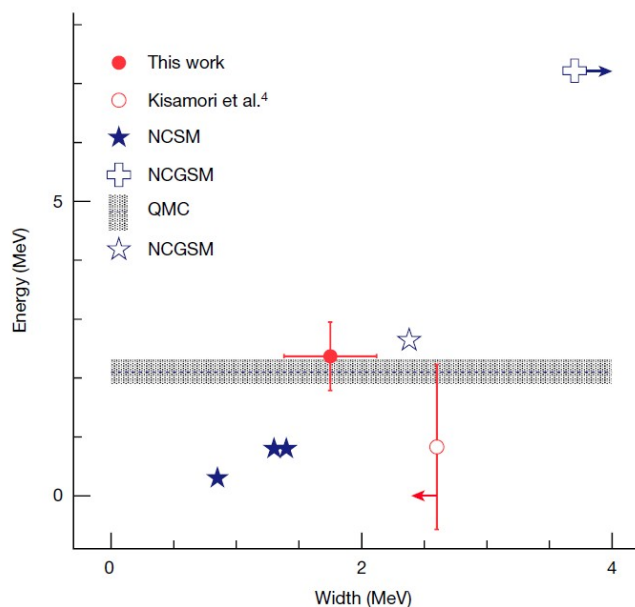 This work
Kisamori et al.⁴
NCSM
NCGSM
QMC
NCGSM
Energy (MeV)
5
0
0
2
4
Width (MeV)